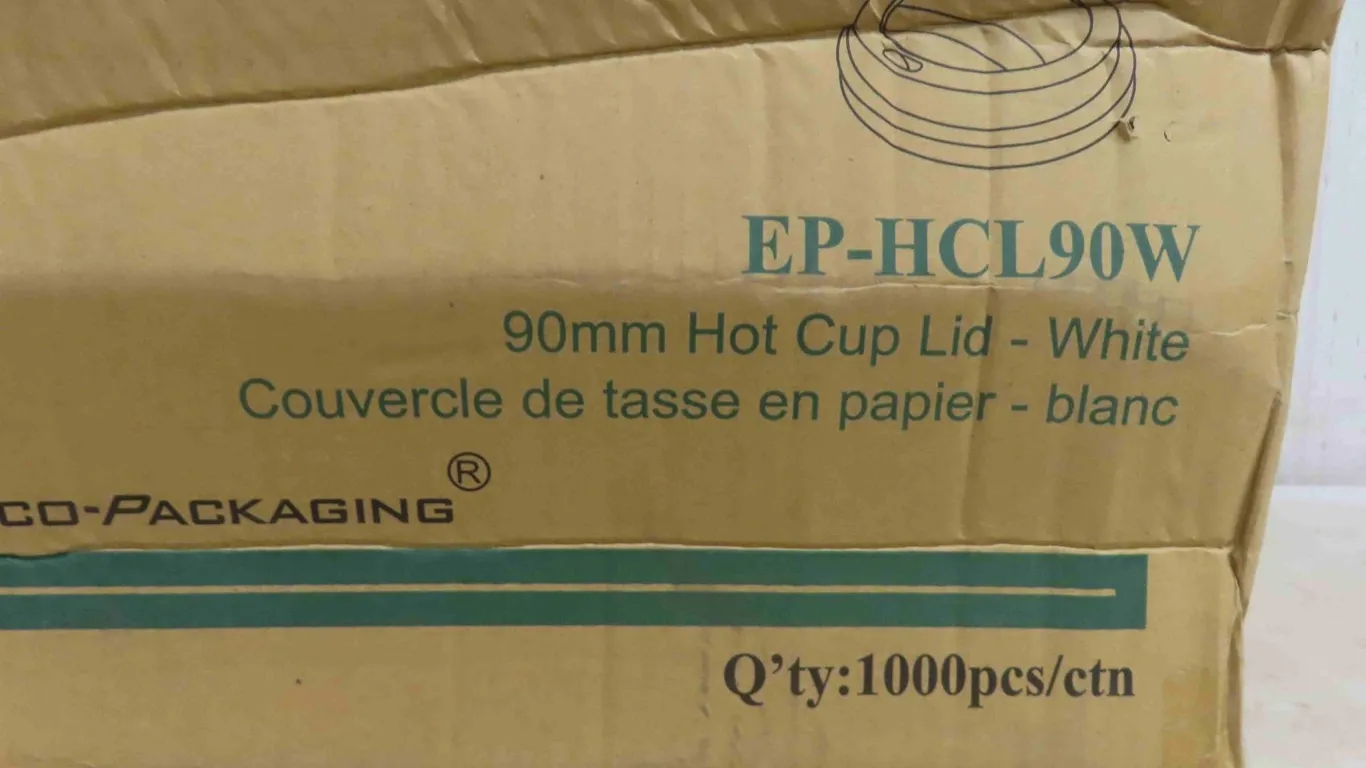 EP-HCL90W
90mm Hot Cup Lid - White
Couvercle de tasse en papier - blanc
CO-PACKAGING®
Q'ty:1000pcs/ctn